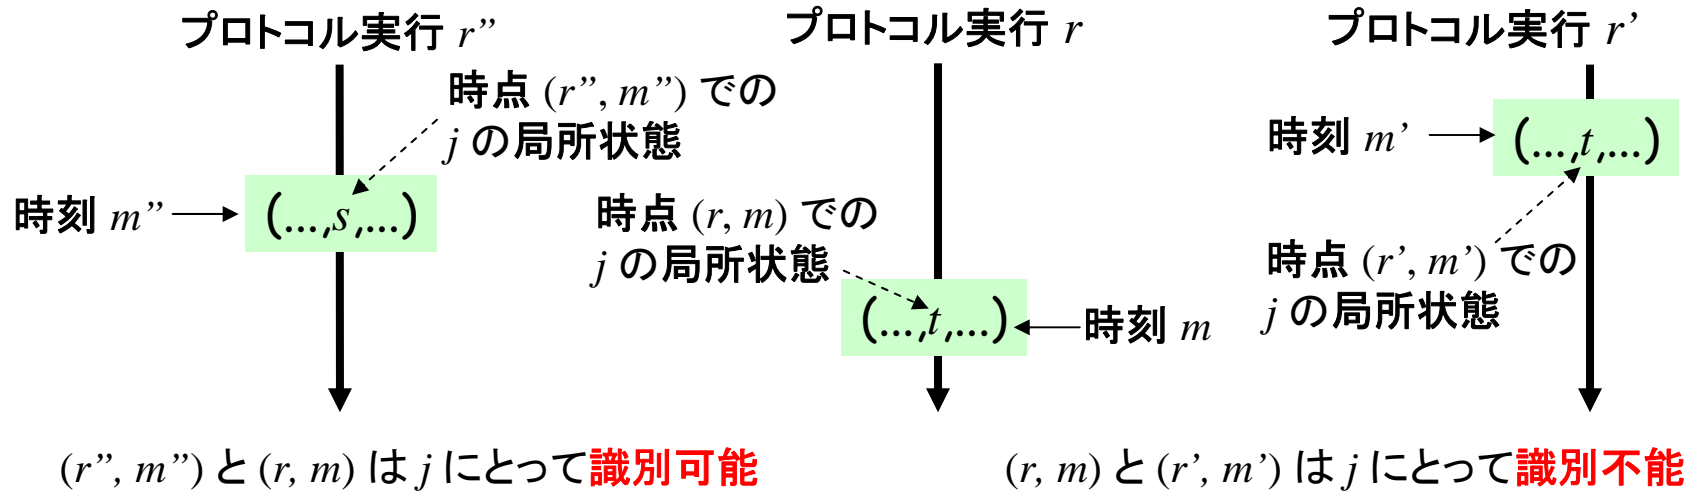 プロトコル実行 r”
時点 (r”, m”) での
j の局所状態
時刻 m”
(...,s,...)
プロトコル実行 r
時点 (r, m) での
j の局所状態
(...,t,...)
時刻 m
プロトコル実行 r’
時刻 m’
(...,t,...)
時点 (r’, m’) での
j の局所状態
(r”, m”) と (r, m) は j にとって識別可能
(r, m) と (r’, m’) は j にとって識別不能